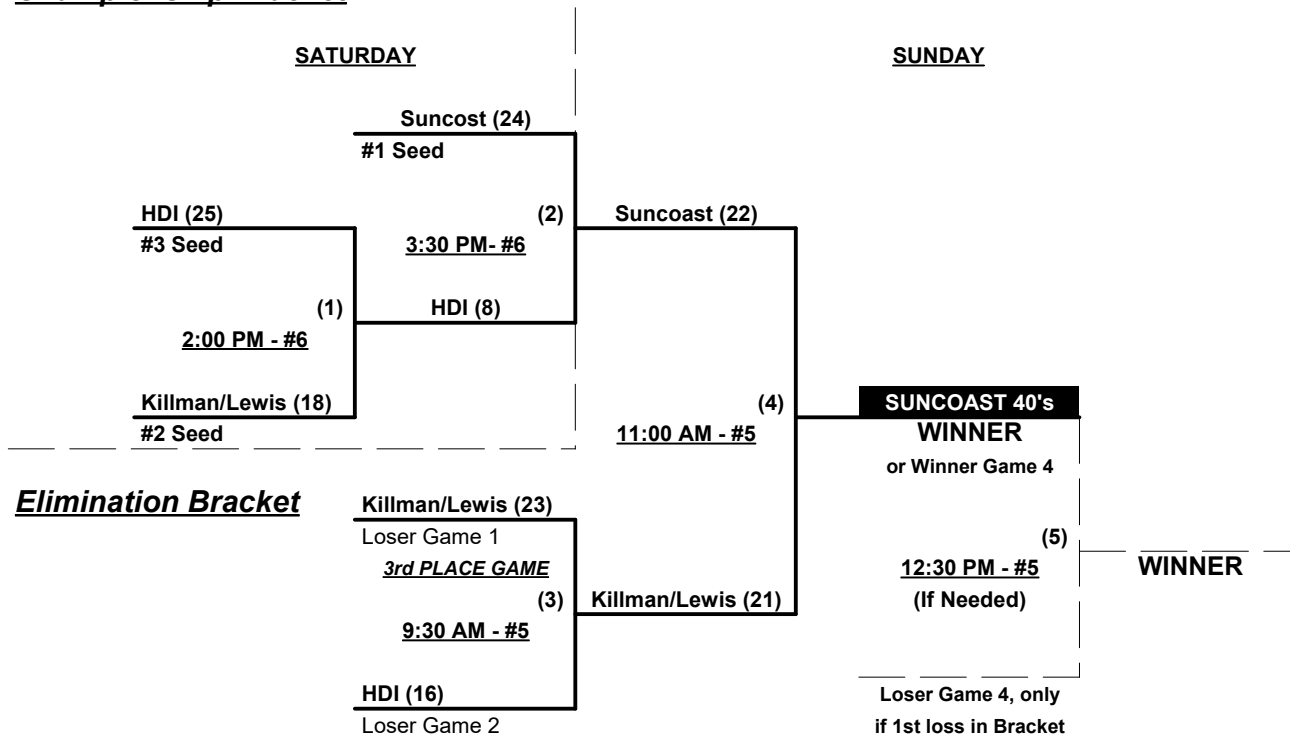 SATURDAY
SUNDAY
Suncost (24)
#1 Seed
HDI (25)
(2)
Suncoast (22)
#3 Seed
3:30 PM- #6
(1)
HDI (8)
2:00 PM - #6
Killman/Lewis (18)
(4)
SUNCOAST 40's
#2 Seed
11:00 AM - #5
WINNER
or Winner Game 4
Elimination Bracket
Killman/Lewis (23)
Loser Game 1
(5)
3rd PLACE GAME
12:30 PM - #5
WINNER
(3)
Killman/Lewis (21)
(If Needed)
9:30 AM - #5
HDI (16)
Loser Game 4, only
Loser Game 2
if 1st loss in Bracket